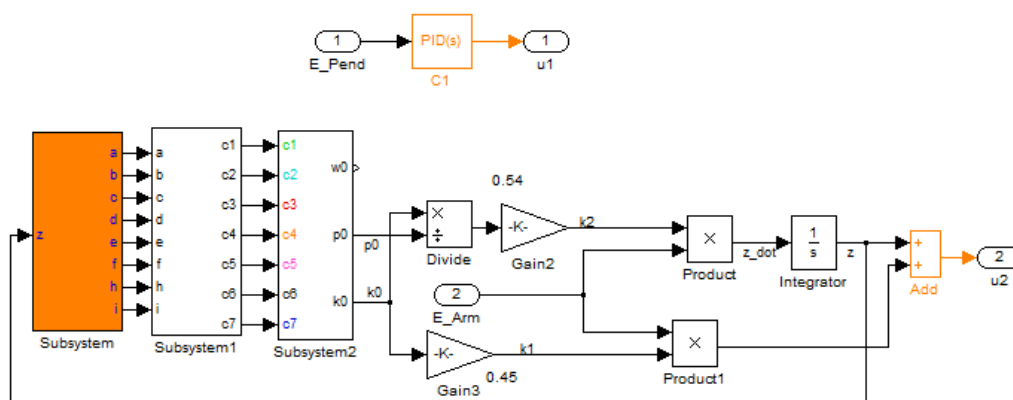 1
PID(s)
1
E_Pend
C1
u1
z
a
b
c
d
e
f
h
i
Subsystem
a
b
c
d
e
f
h
i
c1
c2
c3
c4
c5
c6
c7
Subsystem1
c1
c2
c3
c4
c5
c6
c7
w0
p0
k0
Subsystem2
p0
k0
×
÷
Divide
0.54
-K-
Gain2
k2
2
E_Arm
-K-
0.45
Gain3
k1
×
Product
z_dot
1
s
Integrator
z
×
Product1
+
+
Add
2
u2